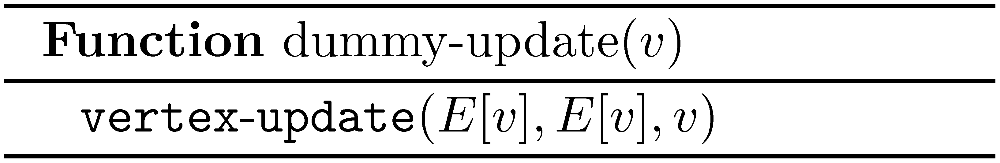 Function dummy-update(v)
vertex-update(E[v], E[v], v)